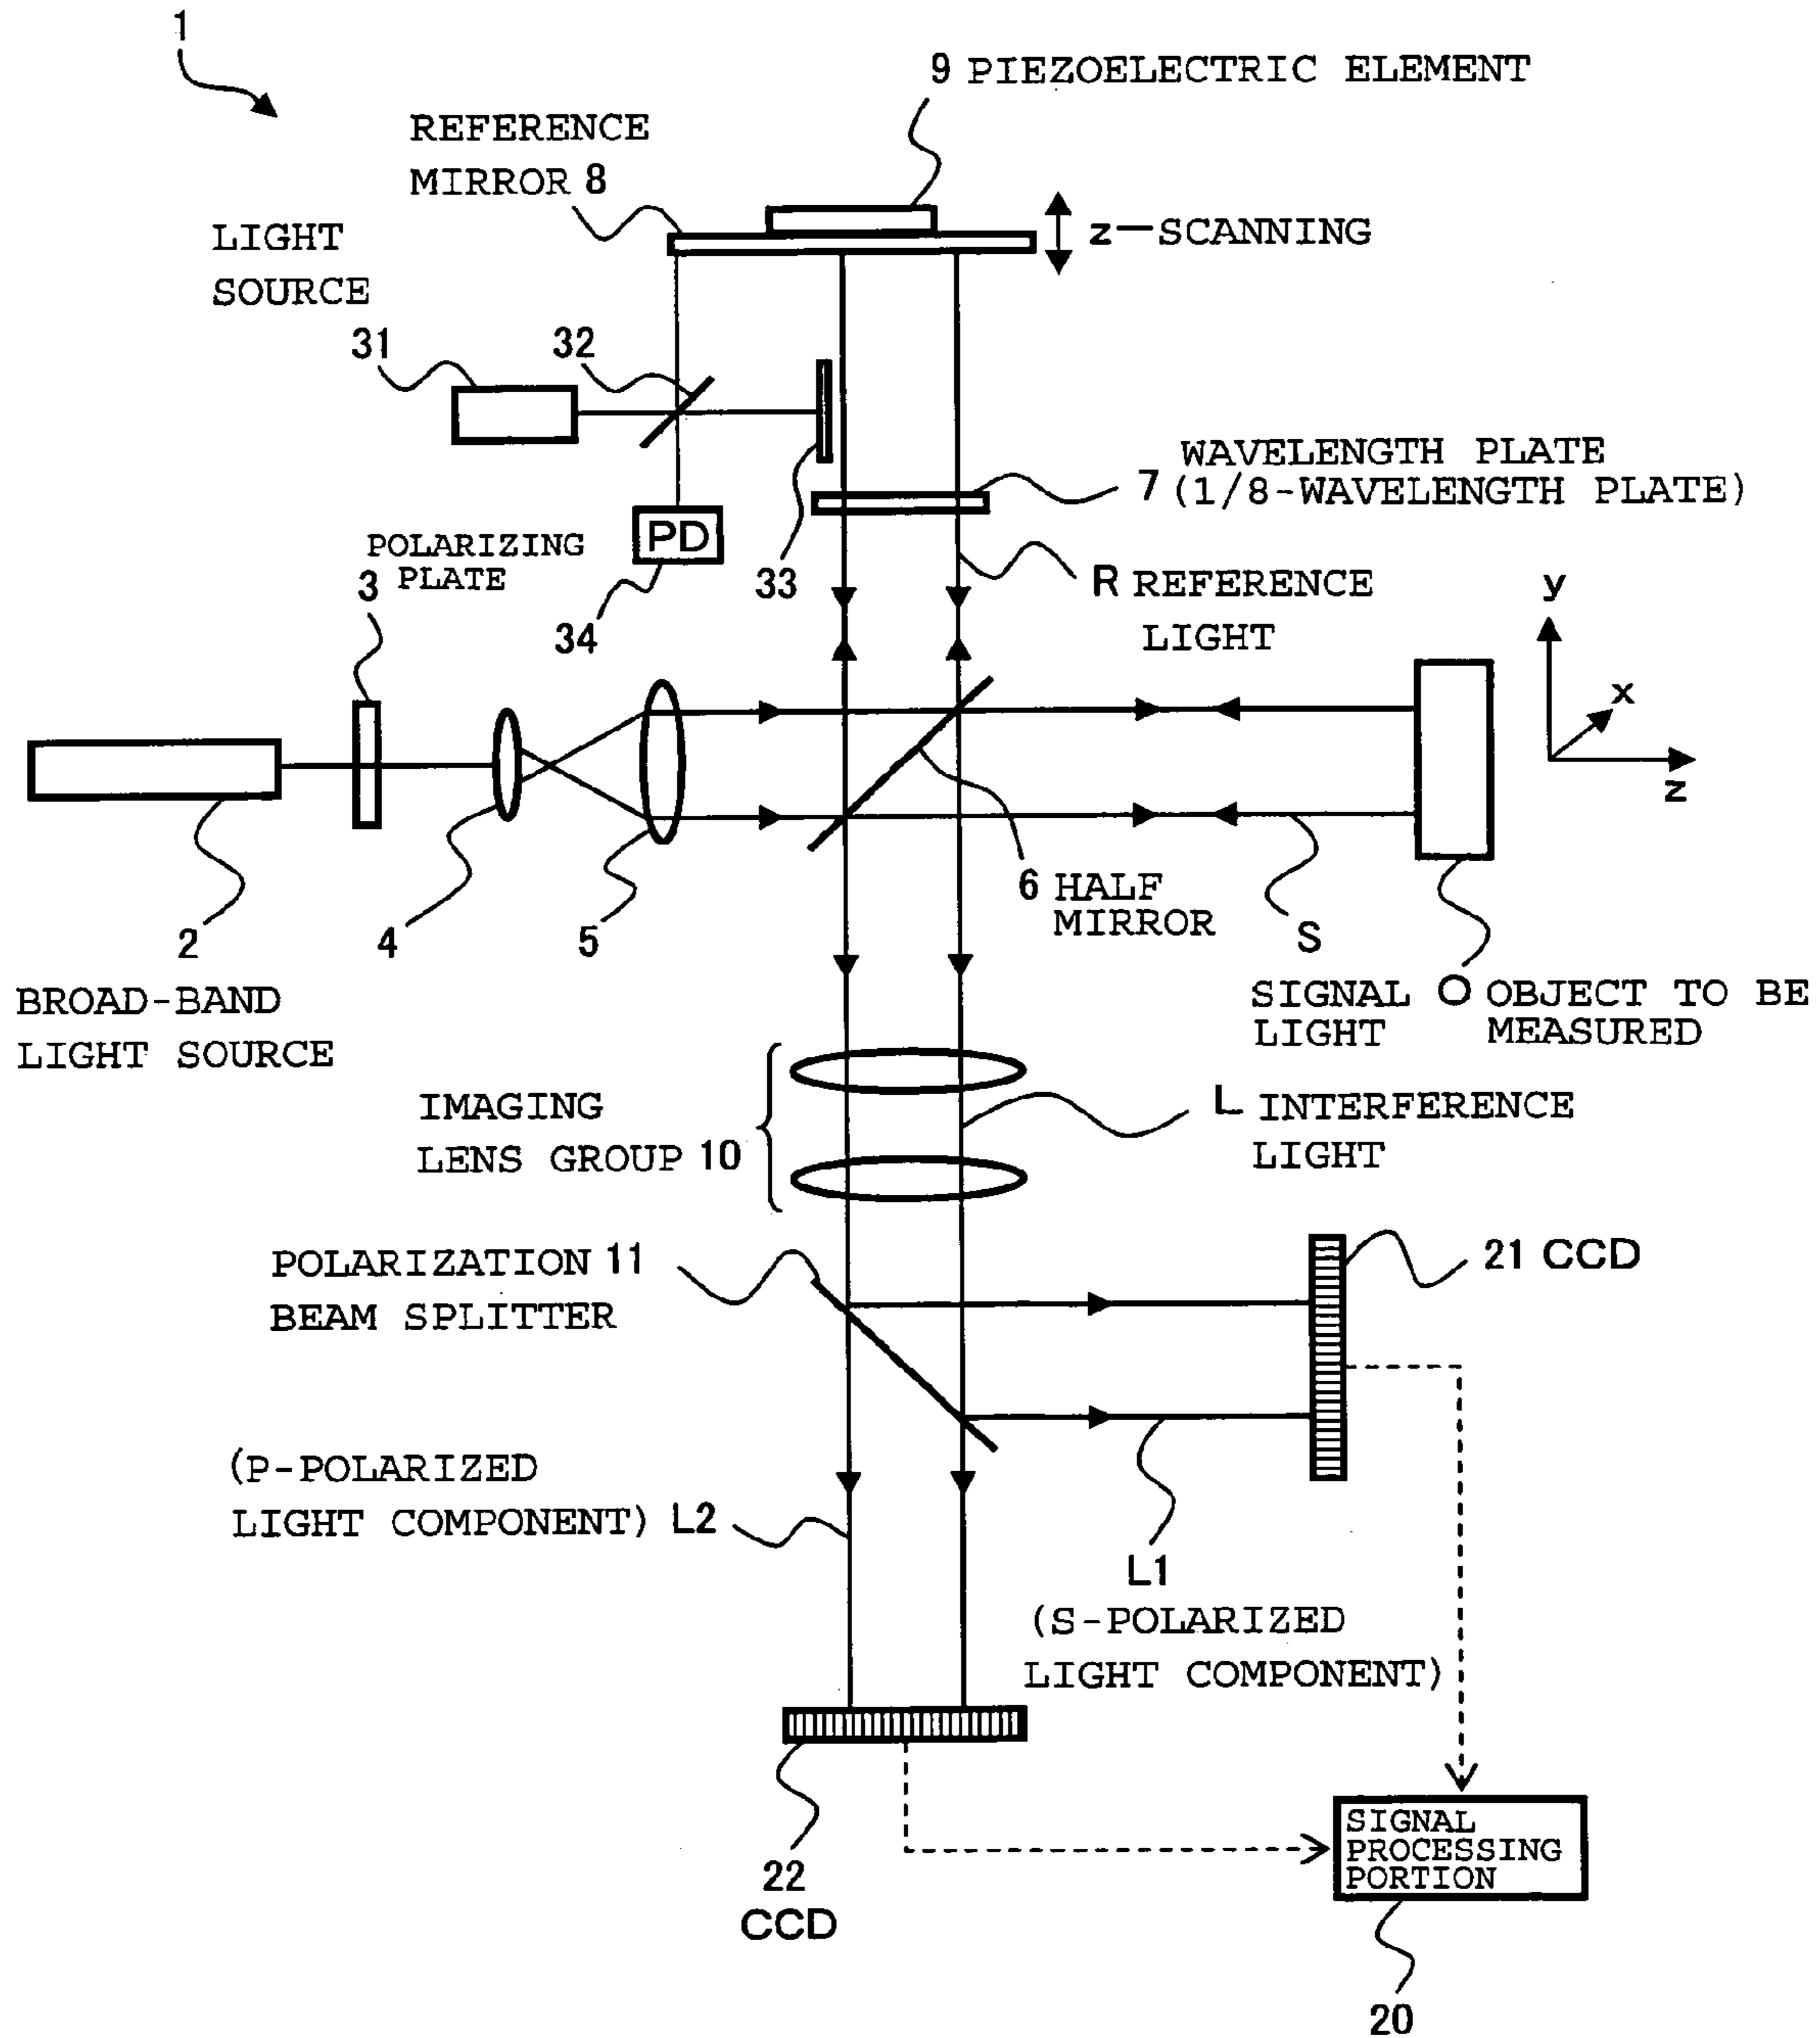 1
9 PIEZOELECTRIC ELEMENT
REFERENCE
MIRROR 8
z—SCANNING
LIGHT
SOURCE
31
32
33
WAVELENGTH PLATE
7 (1/8-WAVELENGTH PLATE)
PD
34
POLARIZING
3 PLATE
R REFERENCE
LIGHT
y
x
z
2
BROAD-BAND
LIGHT SOURCE
4
5
6 HALF
MIRROR
S
SIGNAL
LIGHT
O OBJECT TO BE
MEASURED
IMAGING
LENS GROUP 10
L INTERFERENCE
LIGHT
POLARIZATION 11
BEAM SPLITTER
21 CCD
(P-POLARIZED
LIGHT COMPONENT) L2
L1
(S-POLARIZED
LIGHT COMPONENT)
22
CCD
SIGNAL
PROCESSING
PORTION
20